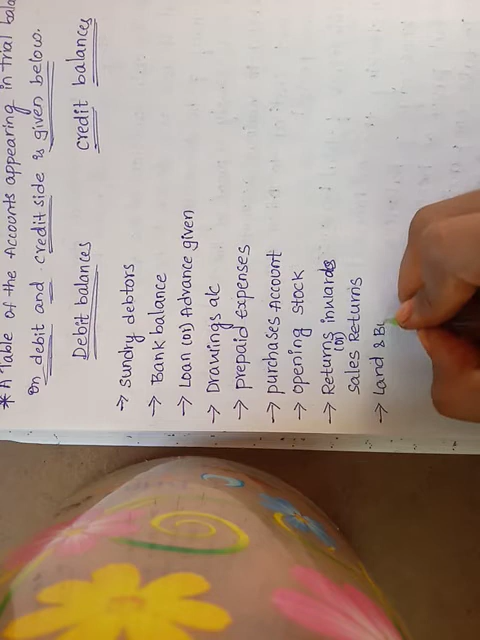 * A Table of the Accounts appearing in trial
on debit and credit side is given below.
Debit balances credit balances
→ Sundry debtors
→ Bank balance
→ Loan (or) Advance given
→ Drawings a/c
→ prepaid expenses
→ purchases Account
→ opening stock
→ Returns inwards
(or)
Sales Returns
→ Land &